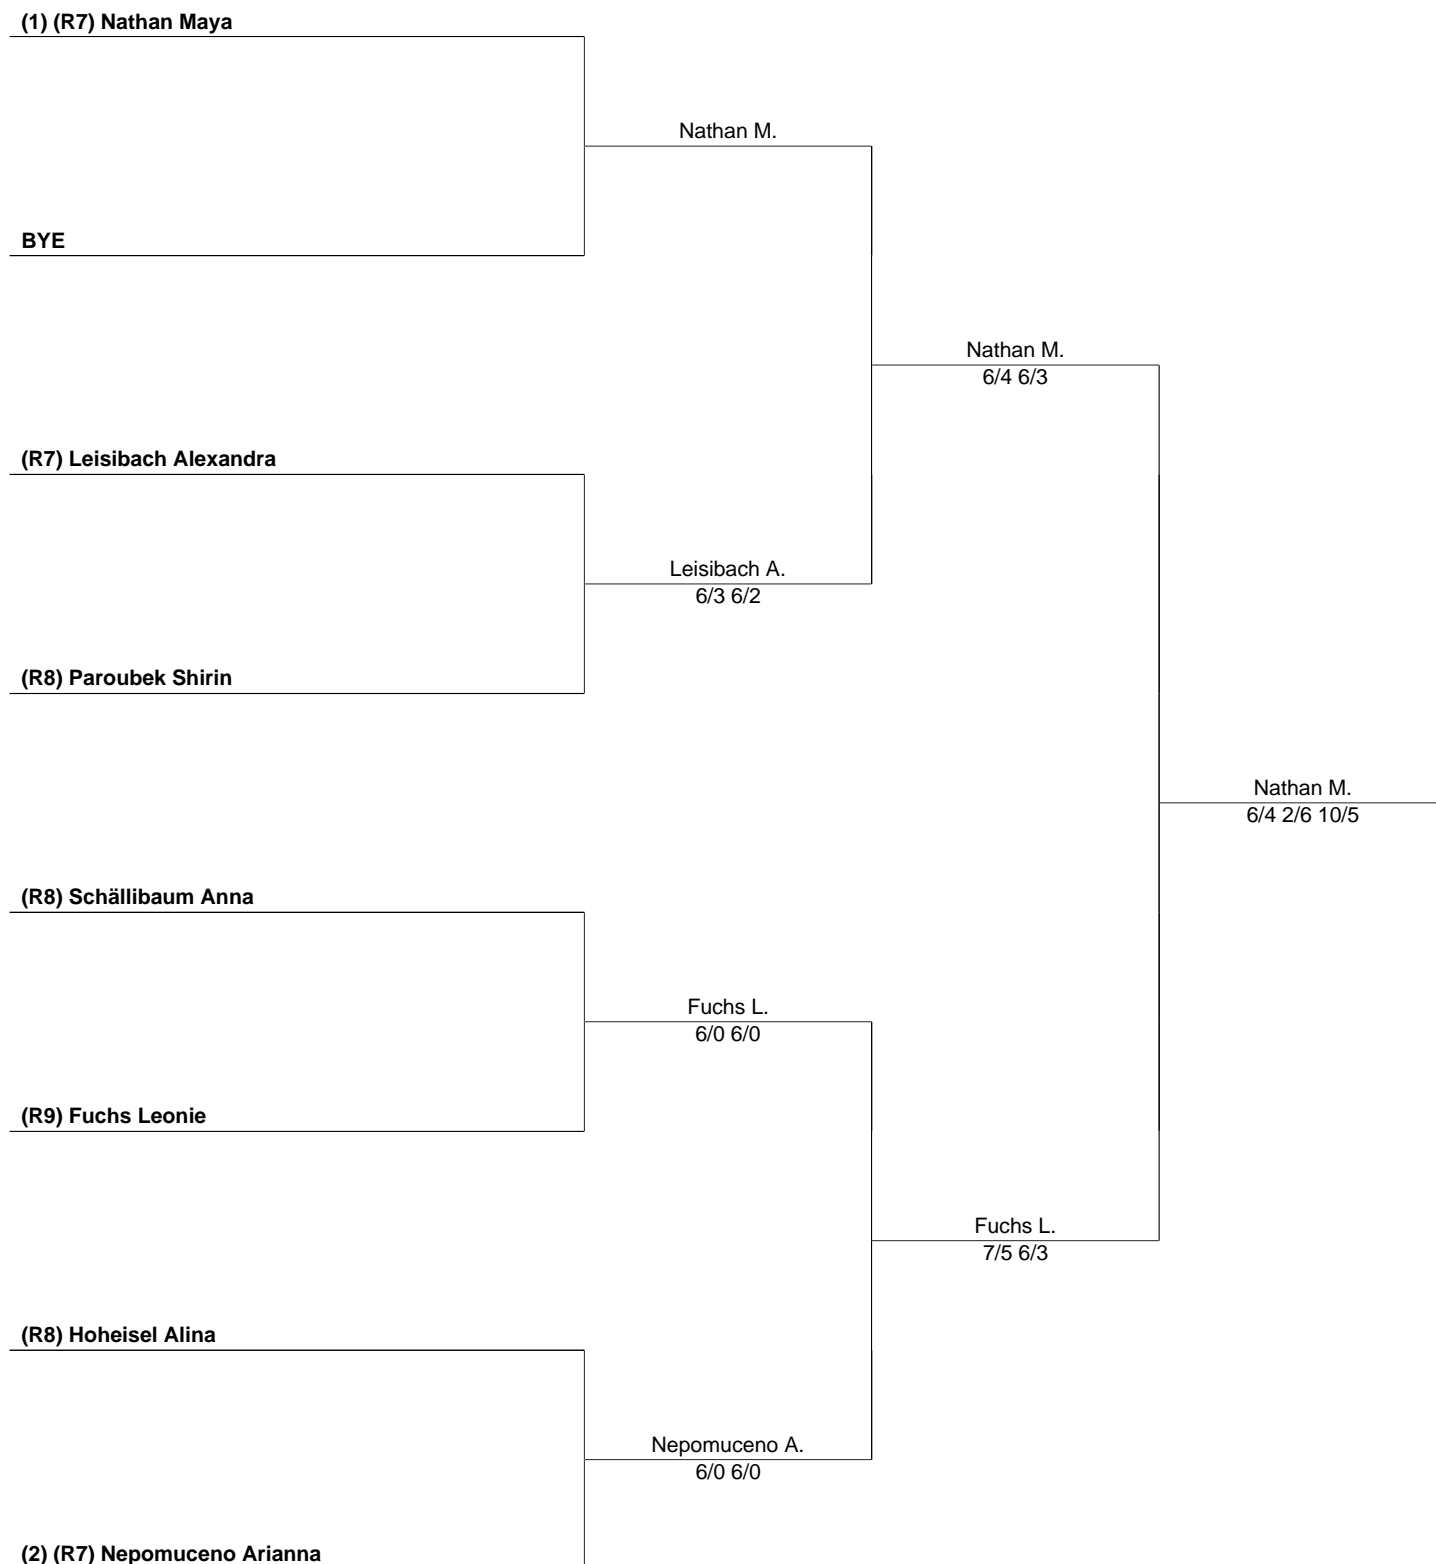 (1) (R7) Nathan Maya
Nathan M.
BYE
Nathan M.
6/4 6/3
(R7) Leisibach Alexandra
Leisibach A.
6/3 6/2
(R8) Paroubek Shirin
Nathan M.
6/4 2/6 10/5
(R8) Schällibaum Anna
Fuchs L.
6/0 6/0
(R9) Fuchs Leonie
Fuchs L.
7/5 6/3
(R8) Hoheisel Alina
Nepomuceno A.
6/0 6/0
(2) (R7) Nepomuceno Arianna